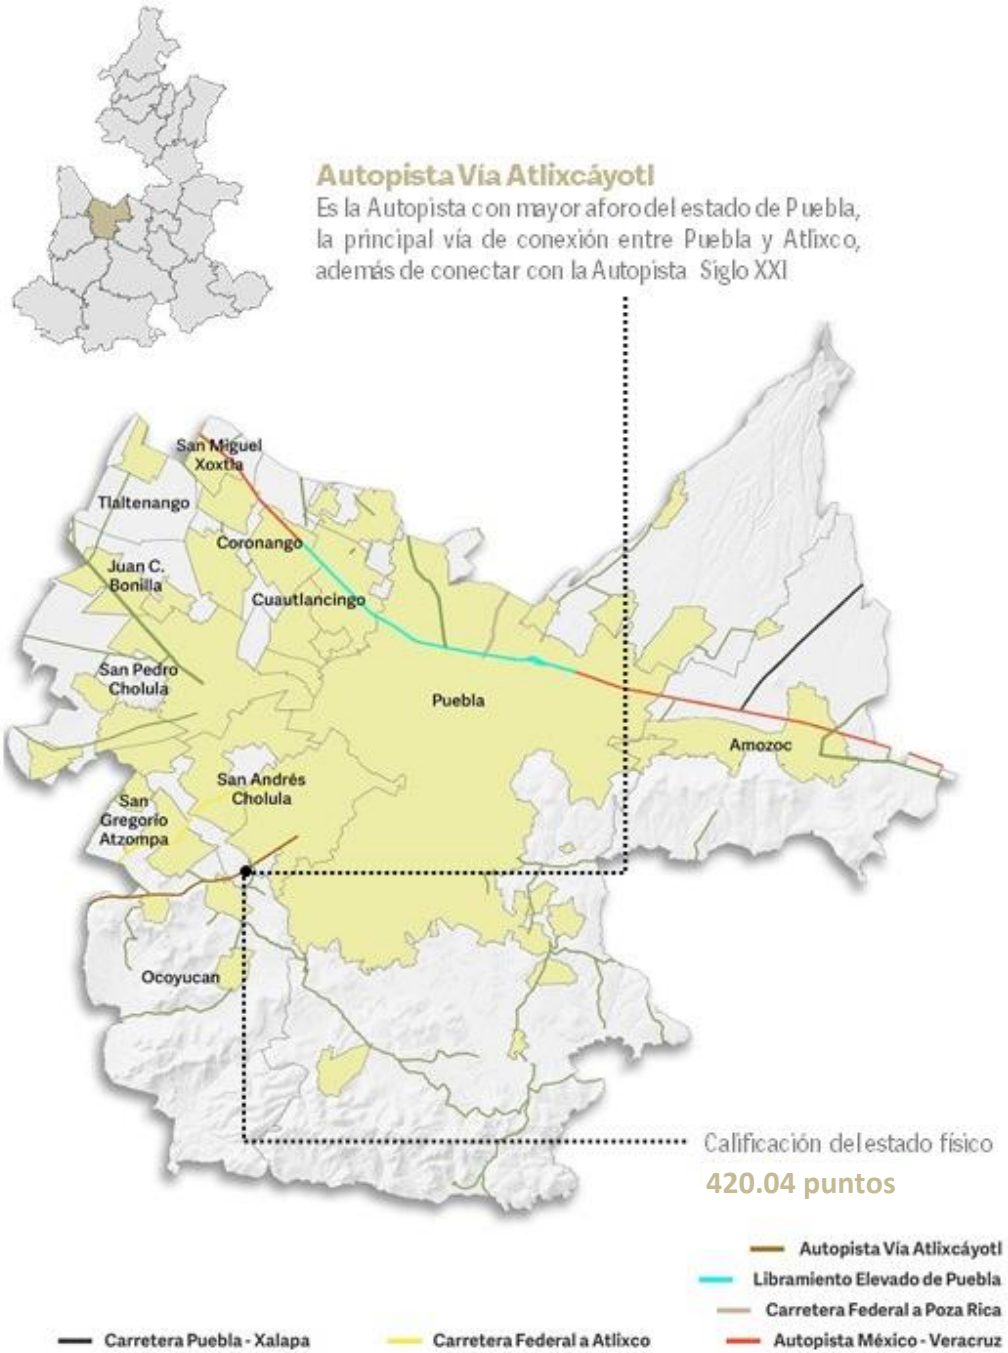 Autopista Vía Atlixcáyotl
Es la Autopista con mayor aforo del estado de Puebla,
la principal vía de conexión entre Puebla y Atlixco,
además de conectar con la Autopista Siglo XXI
San Miguel
Xoxtla
Tlaltenango
Coronango
Juan C.
Bonilla
Cuautlancingo
San Pedro
Cholula
Puebla
Amozoc
San Andrés
Cholula
San
Gregorio
Atzompa
Ocoyucan
Calificación del estado físico
420.04 puntos
Autopista Vía Atlixcáyotl
Libramiento Elevado de Puebla
Carretera Federal a Poza Rica
Carretera Puebla - Xalapa
Carretera Federal a Atlixco
Autopista México - Veracruz